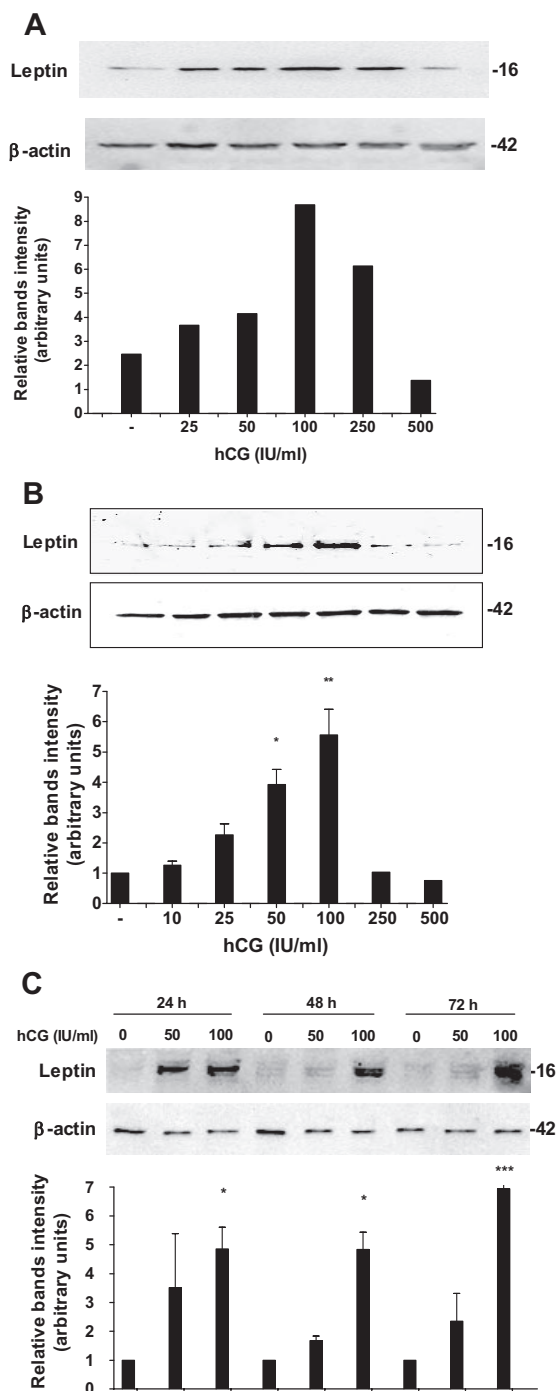 A
Leptin
-16
β-actin
-42
Relative bands intensity
(arbitrary units)
9
8
7
6
5
4
3
2
1
0
- 25 50 100 250 500
hCG (IU/ml)
B
Leptin
-16
β-actin
-42
Relative bands intensity
(arbitrary units)
7
6
5
4
3
2
1
0
* **
- 10 25 50 100 250 500
hCG (IU/ml)
C
24 h 48 h 72 h
hCG (IU/ml) 0 50 100 0 50 100 0 50 100
Leptin
-16
β-actin
-42
Relative bands intensity
(arbitrary units)
7
6
5
4
3
2
1
0
* * ***